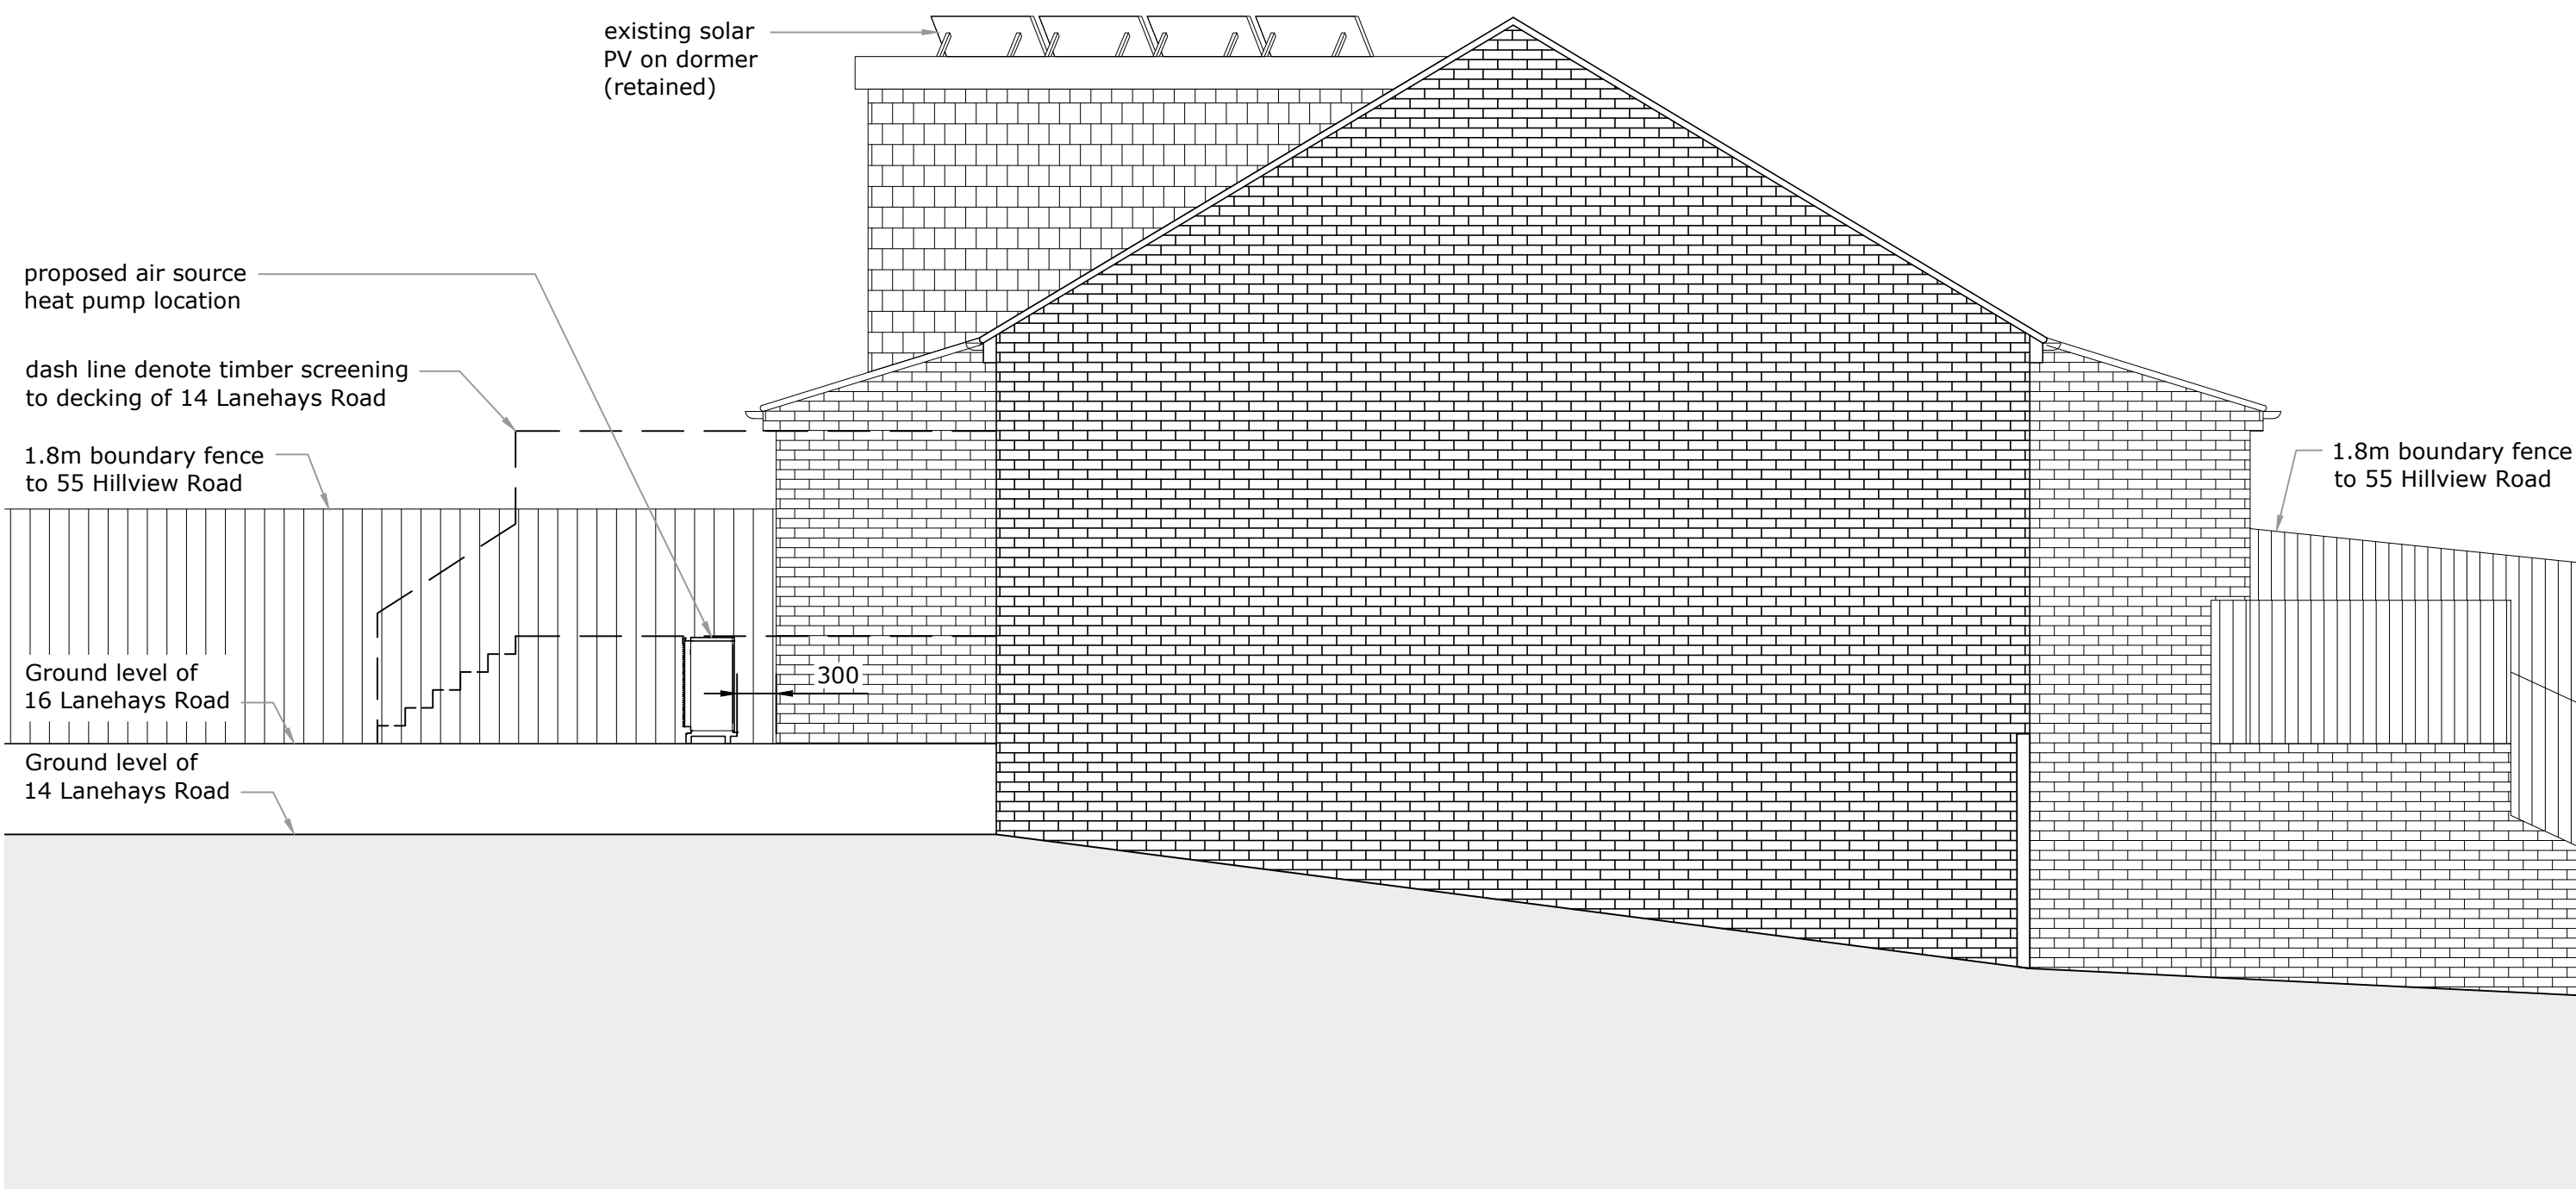 existing solar
PV on dormer
(retained)
proposed air source
heat pump location
dash line denote timber screening
to decking of 14 Lanehays Road
1.8m boundary fence
to 55 Hillview Road
1.8m boundary fence
to 55 Hillview Road
Ground level of
16 Lanehays Road
300
Ground level of
14 Lanehays Road